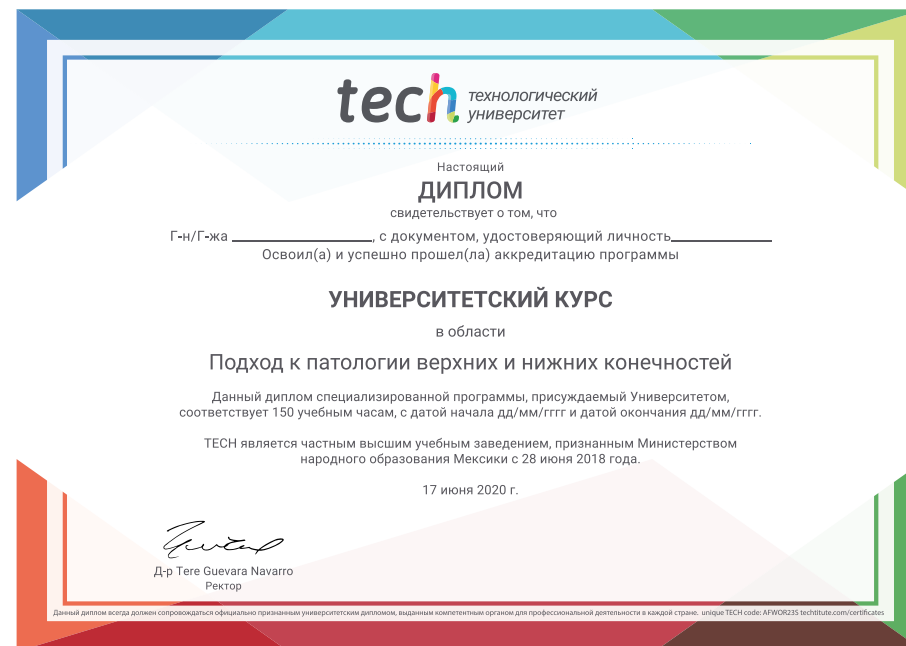 tech технологический
университет
Настоящий
ДИПЛОМ
свидетельствует о том, что
Г-н/Г-жа ____________________, с документом, удостоверяющий личность______________
Освоил(а) и успешно прошел(ла) аккредитацию программы
УНИВЕРСИТЕТСКИЙ КУРС
в области
Подход к патологии верхних и нижних конечностей
Данный диплом специализированной программы, присуждаемый Университетом,
соответствует 150 учебным часам, с датой начала дд/мм/гггг и датой окончания дд/мм/гггг.
TECH является частным высшим учебным заведением, признанным Министерством
народного образования Мексики с 28 июня 2018 года.
17 июня 2020 г.
Д-р Tere Guevara Navarro
Ректор
Данный диплом всегда должен сопровождаться официально признанным университетским дипломом, выданным компетентным органом для профессиональной деятельности в каждой стране. unique TECH code: AFWOR23S techtitute.com/certificates